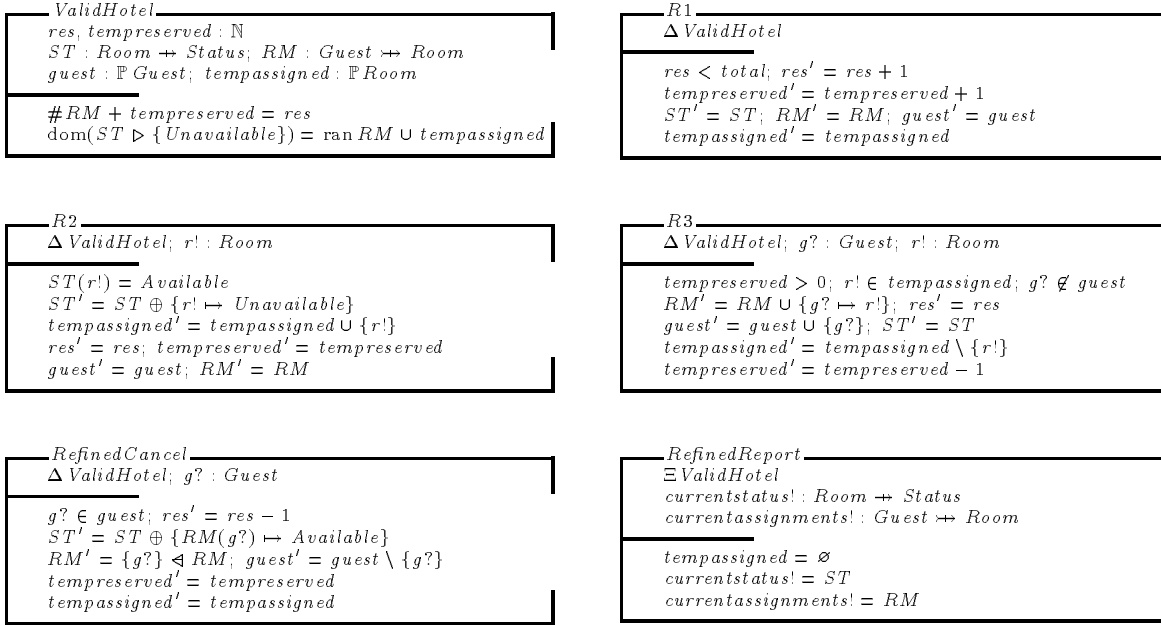 ValidHotel
res, tempreserved : ℕ
ST : Room ⇸ Status; RM : Guest ⤔ Room
guest : ℙ Guest; tempassigned : ℙ Room
#RM + tempreserved = res
dom(ST ▷ {Unavailable}) = ran RM ∪ tempassigned
R1
Δ ValidHotel
res < total; res′ = res + 1
tempreserved′ = tempreserved + 1
ST′ = ST; RM′ = RM; guest′ = guest
tempassigned′ = tempassigned
R2
Δ ValidHotel; r! : Room
ST(r!) = Available
ST′ = ST ⊕ {r! ↦ Unavailable}
tempassigned′ = tempassigned ∪ {r!}
res′ = res; tempreserved′ = tempreserved
guest′ = guest; RM′ = RM
R3
Δ ValidHotel; g? : Guest; r! : Room
tempreserved > 0; r! ∈ tempassigned; g? ∉ guest
RM′ = RM ∪ {g? ↦ r!}; res′ = res
guest′ = guest ∪ {g?}; ST′ = ST
tempassigned′ = tempassigned \ {r!}
tempreserved′ = tempreserved − 1
RefinedCancel
Δ ValidHotel; g? : Guest
g? ∈ guest; res′ = res − 1
ST′ = ST ⊕ {RM(g?) ↦ Available}
RM′ = {g?} ⩤ RM; guest′ = guest \ {g?}
tempreserved′ = tempreserved
tempassigned′ = tempassigned
RefinedReport
Ξ ValidHotel
currentstatus! : Room ⇸ Status
currentassignments! : Guest ⤔ Room
tempassigned = ∅
currentstatus! = ST
currentassignments! = RM